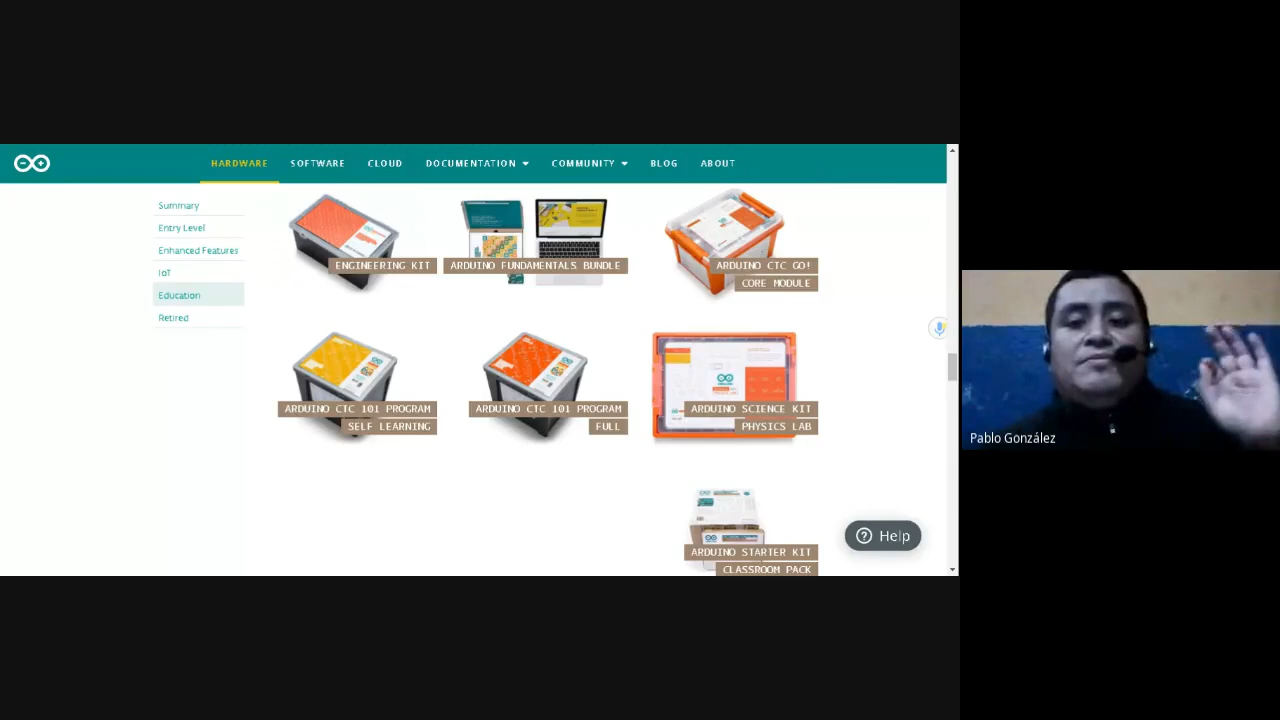 HARDWARE
SOFTWARE
CLOUD
DOCUMENTATION
COMMUNITY
BLOG
ABOUT
Summary
Entry Level
Enhanced Features
IoT
Education
Retired
ENGINEERING KIT
ARDUINO FUNDAMENTALS BUNDLE
ARDUINO CTC GO!
CORE MODULE
ARDUINO CTC 101 PROGRAM
SELF LEARNING
ARDUINO CTC 101 PROGRAM
FULL
ARDUINO SCIENCE KIT
PHYSICS LAB
ARDUINO STARTER KIT
CLASSROOM PACK
Help
Pablo González